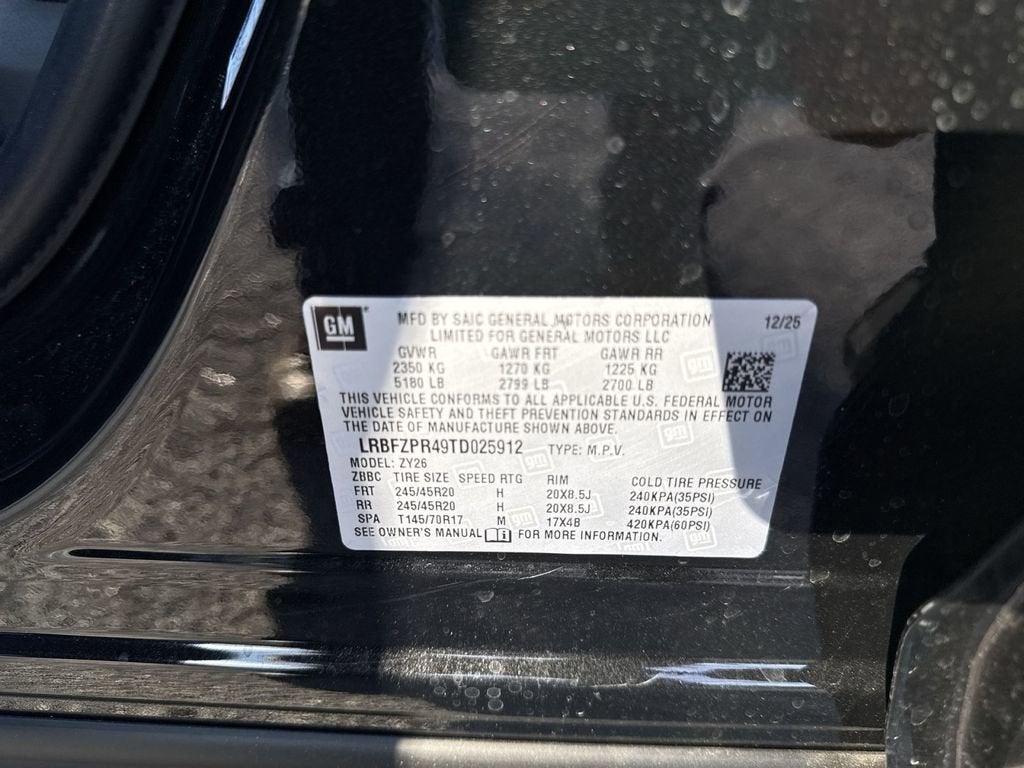 GM
MFD BY SAIC GENERAL MOTORS CORPORATION 12/25
LIMITED FOR GENERAL MOTORS LLC
GVWR GAWR FRT GAWR RR
2350 KG 1270 KG 1225 KG
5180 LB 2799 LB 2700 LB
THIS VEHICLE CONFORMS TO ALL APPLICABLE U.S. FEDERAL MOTOR
VEHICLE SAFETY AND THEFT PREVENTION STANDARDS IN EFFECT ON
THE DATE OF MANUFACTURE SHOWN ABOVE.
LRBFZPR49TD025912 TYPE: M.P.V.
MODEL: ZY26
ZBBC TIRE SIZE SPEED RTG RIM COLD TIRE PRESSURE
FRT 245/45R20 H 20X8.5J 240KPA(35PSI)
RR 245/45R20 H 20X8.5J 240KPA(35PSI)
SPA T145/70R17 M 17X4B 420KPA(60PSI)
SEE OWNER'S MANUAL FOR MORE INFORMATION.